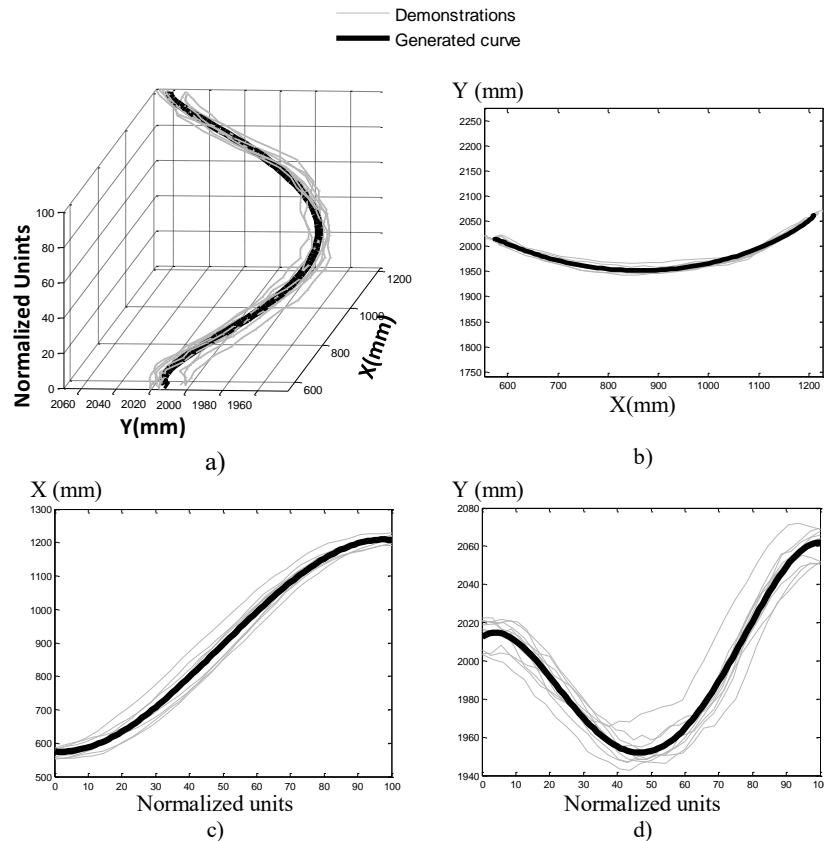 Demonstrations
Generated curve
Normalized Unints
100
80
60
40
20
0
2060 2040 2020 2000 1980 1960
Y(mm)
600
800
1000
1200
X(mm)
a)
Y (mm)
2250
2200
2150
2100
2050
2000
1950
1900
1850
1800
1750
600 700 800 900 1000 1100 1200
X(mm)
b)
X (mm)
1300
1200
1100
1000
900
800
700
600
500
0 10 20 30 40 50 60 70 80 90 100
Normalized units
c)
Y (mm)
2080
2060
2040
2020
2000
1980
1960
1940
0 10 20 30 40 50 60 70 80 90 100
Normalized units
d)